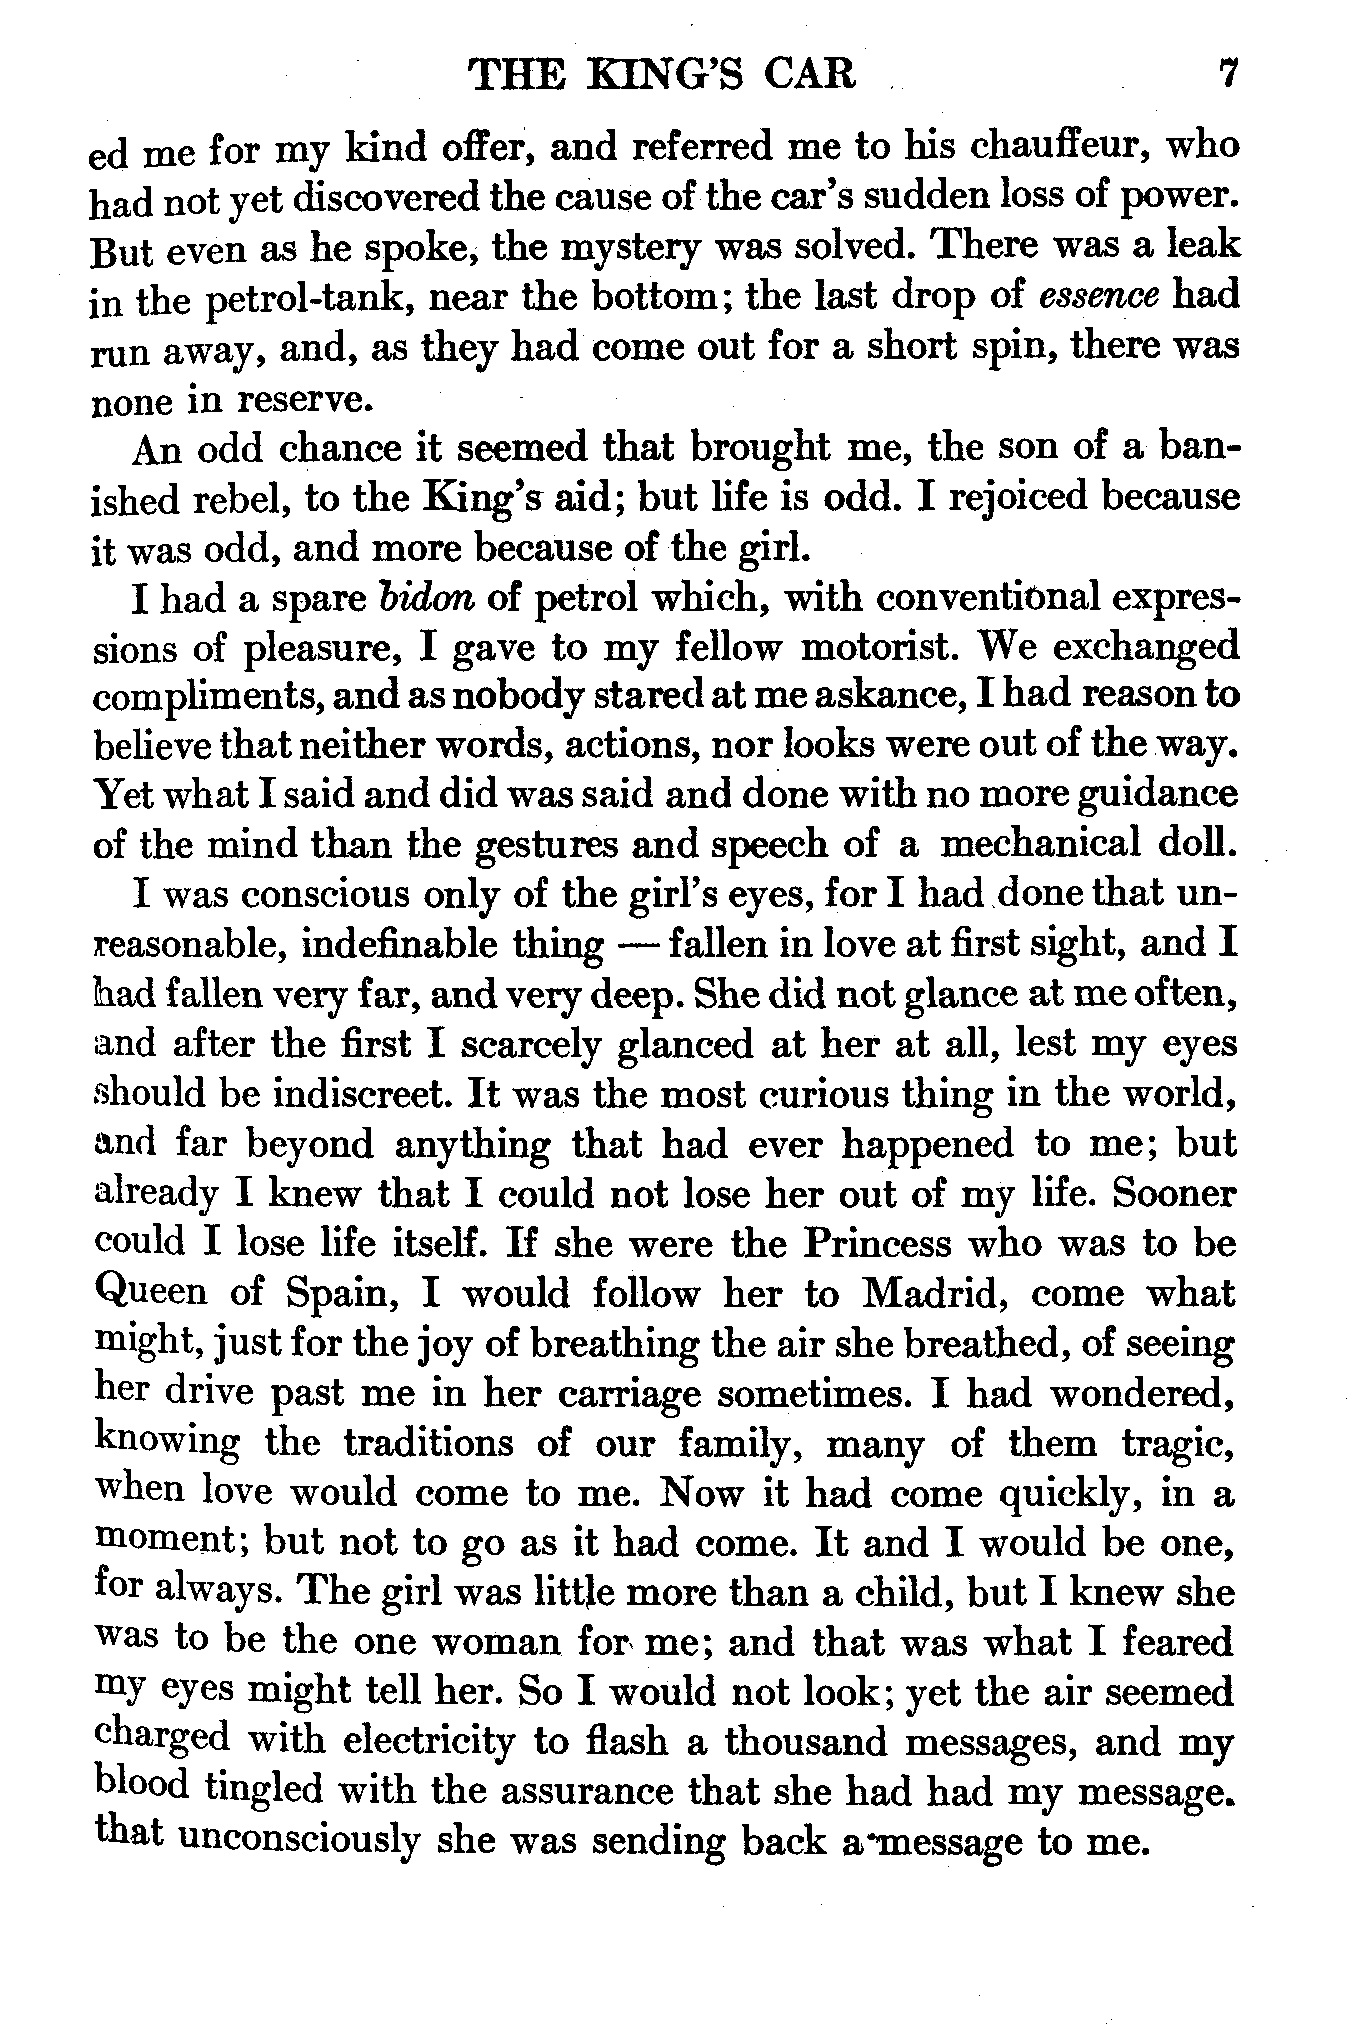 THE KING'S CAR 7
ed me for my kind offer, and referred me to his chauffeur, who
had not yet discovered the cause of the car's sudden loss of power.
But even as he spoke, the mystery was solved. There was a leak
in the petrol-tank, near the bottom; the last drop of essence had
run away, and, as they had come out for a short spin, there was
none in reserve.
An odd chance it seemed that brought me, the son of a ban-
ished rebel, to the King's aid; but life is odd. I rejoiced because
it was odd, and more because of the girl.
I had a spare bidon of petrol which, with conventional expres-
sions of pleasure, I gave to my fellow motorist. We exchanged
compliments, and as nobody stared at me askance, I had reason to
believe that neither words, actions, nor looks were out of the way.
Yet what I said and did was said and done with no more guidance
of the mind than the gestures and speech of a mechanical doll.
I was conscious only of the girl's eyes, for I had done that un-
reasonable, indefinable thing — fallen in love at first sight, and I
had fallen very far, and very deep. She did not glance at me often,
and after the first I scarcely glanced at her at all, lest my eyes
should be indiscreet. It was the most curious thing in the world,
and far beyond anything that had ever happened to me; but
already I knew that I could not lose her out of my life. Sooner
could I lose life itself. If she were the Princess who was to be
Queen of Spain, I would follow her to Madrid, come what
might, just for the joy of breathing the air she breathed, of seeing
her drive past me in her carriage sometimes. I had wondered,
knowing the traditions of our family, many of them tragic,
when love would come to me. Now it had come quickly, in a
moment; but not to go as it had come. It and I would be one,
for always. The girl was little more than a child, but I knew she
was to be the one woman for me; and that was what I feared
my eyes might tell her. So I would not look; yet the air seemed
charged with electricity to flash a thousand messages, and my
blood tingled with the assurance that she had had my message.
that unconsciously she was sending back a message to me.